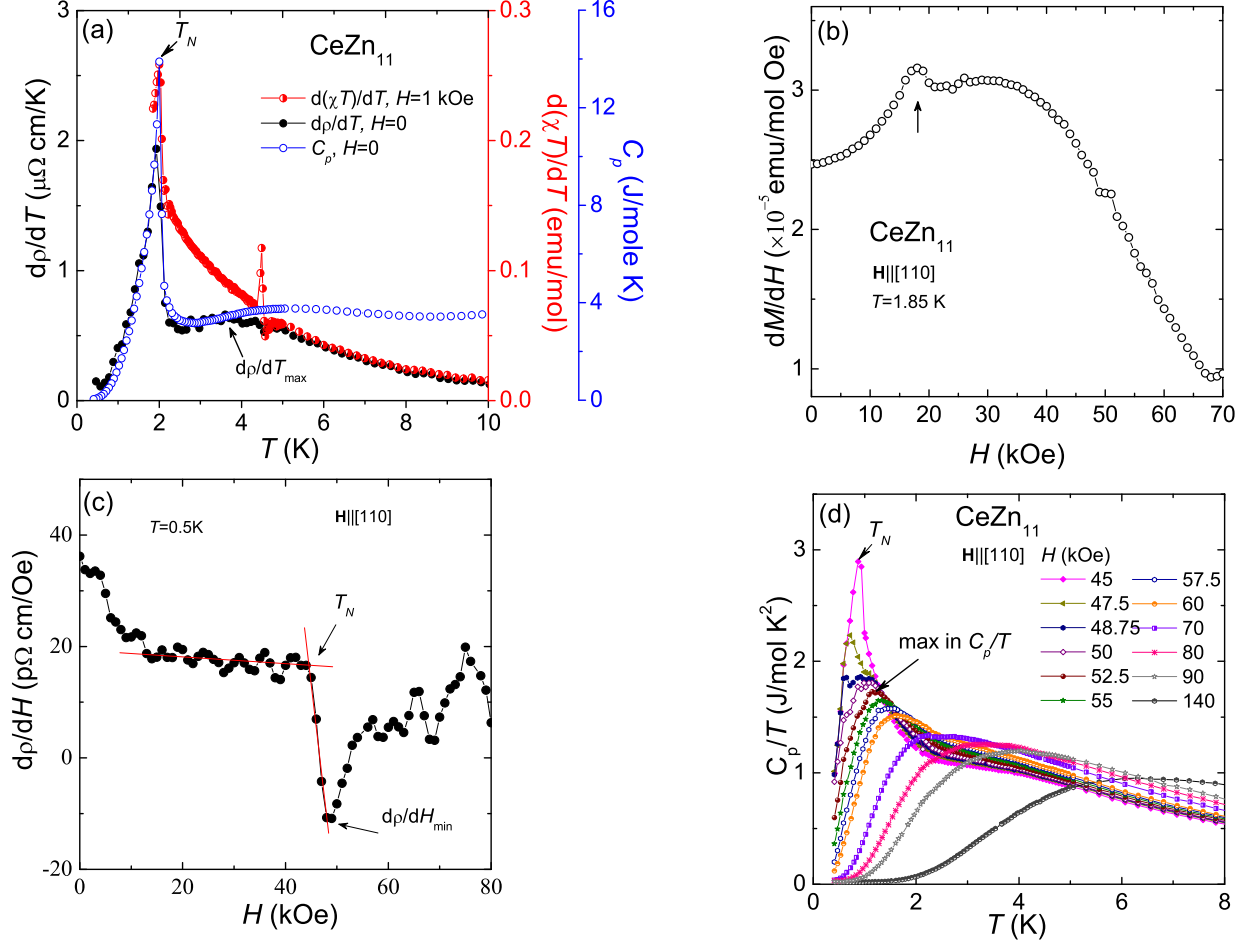 (a)
T_N
CeZn₁₁
d(χT)/dT, H=1 kOe
dρ/dT, H=0
C_p, H=0
dρ/dT_max
3
2
1
0
dρ/dT (μΩ cm/K)
0 2 4 6 8 10
T (K)
0.3
0.2
0.1
0.0
d(χT)/dT (emu/mol)
16
12
8
4
0
C_p (J/mole K)
(b)
CeZn₁₁
H||[110]
T=1.85 K
4
3
2
1
dM/dH (×10⁻⁵ emu/mol Oe)
0 10 20 30 40 50 60 70
H (kOe)
(c)
T=0.5K
H||[110]
T_N
dρ/dH_min
40
20
0
-20
dρ/dH (pΩ cm/Oe)
0 20 40 60 80
H (kOe)
(d)
CeZn₁₁
T_N
H||[110] H (kOe)
45 57.5
47.5 60
48.75 70
50 80
52.5 90
55 140
max in C_p/T
3
2
1
0
C_p/T (J/mol K²)
0 2 4 6 8
T (K)